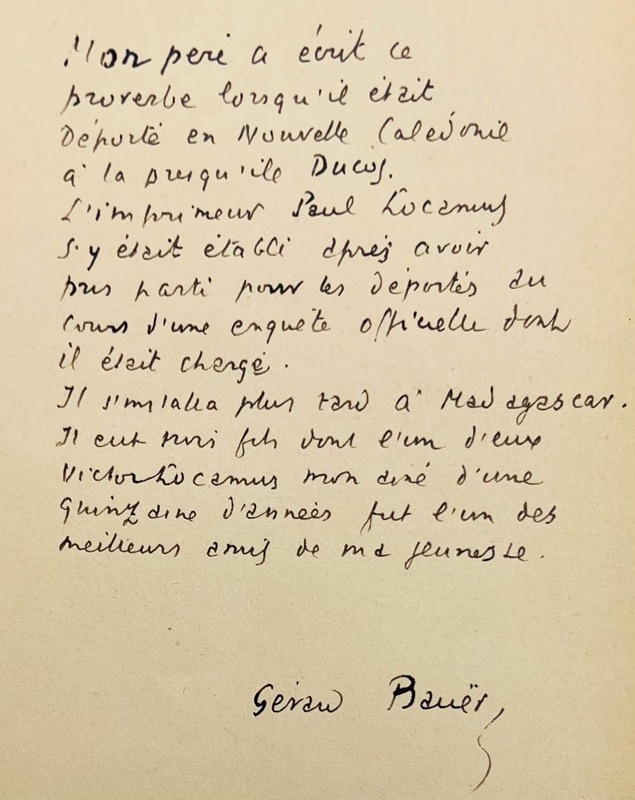 Mon père a écrit ce
proverbe lorsqu'il était
Déporté en Nouvelle Calédonie
à la presqu'île Ducos.
L'imprimeur Paul Locamus
s'y était établi après avoir
pris parti pour les déportés au
cours d'une enquête officielle dont
il était chargé.
Il s'installa plus tard à Madagascar.
Il eut trois fils dont l'un d'eux
Victor Locamus mon ainé d'une
quinzaine d'années fut l'un des
meilleurs amis de ma jeunesse.
Gérard Bauër